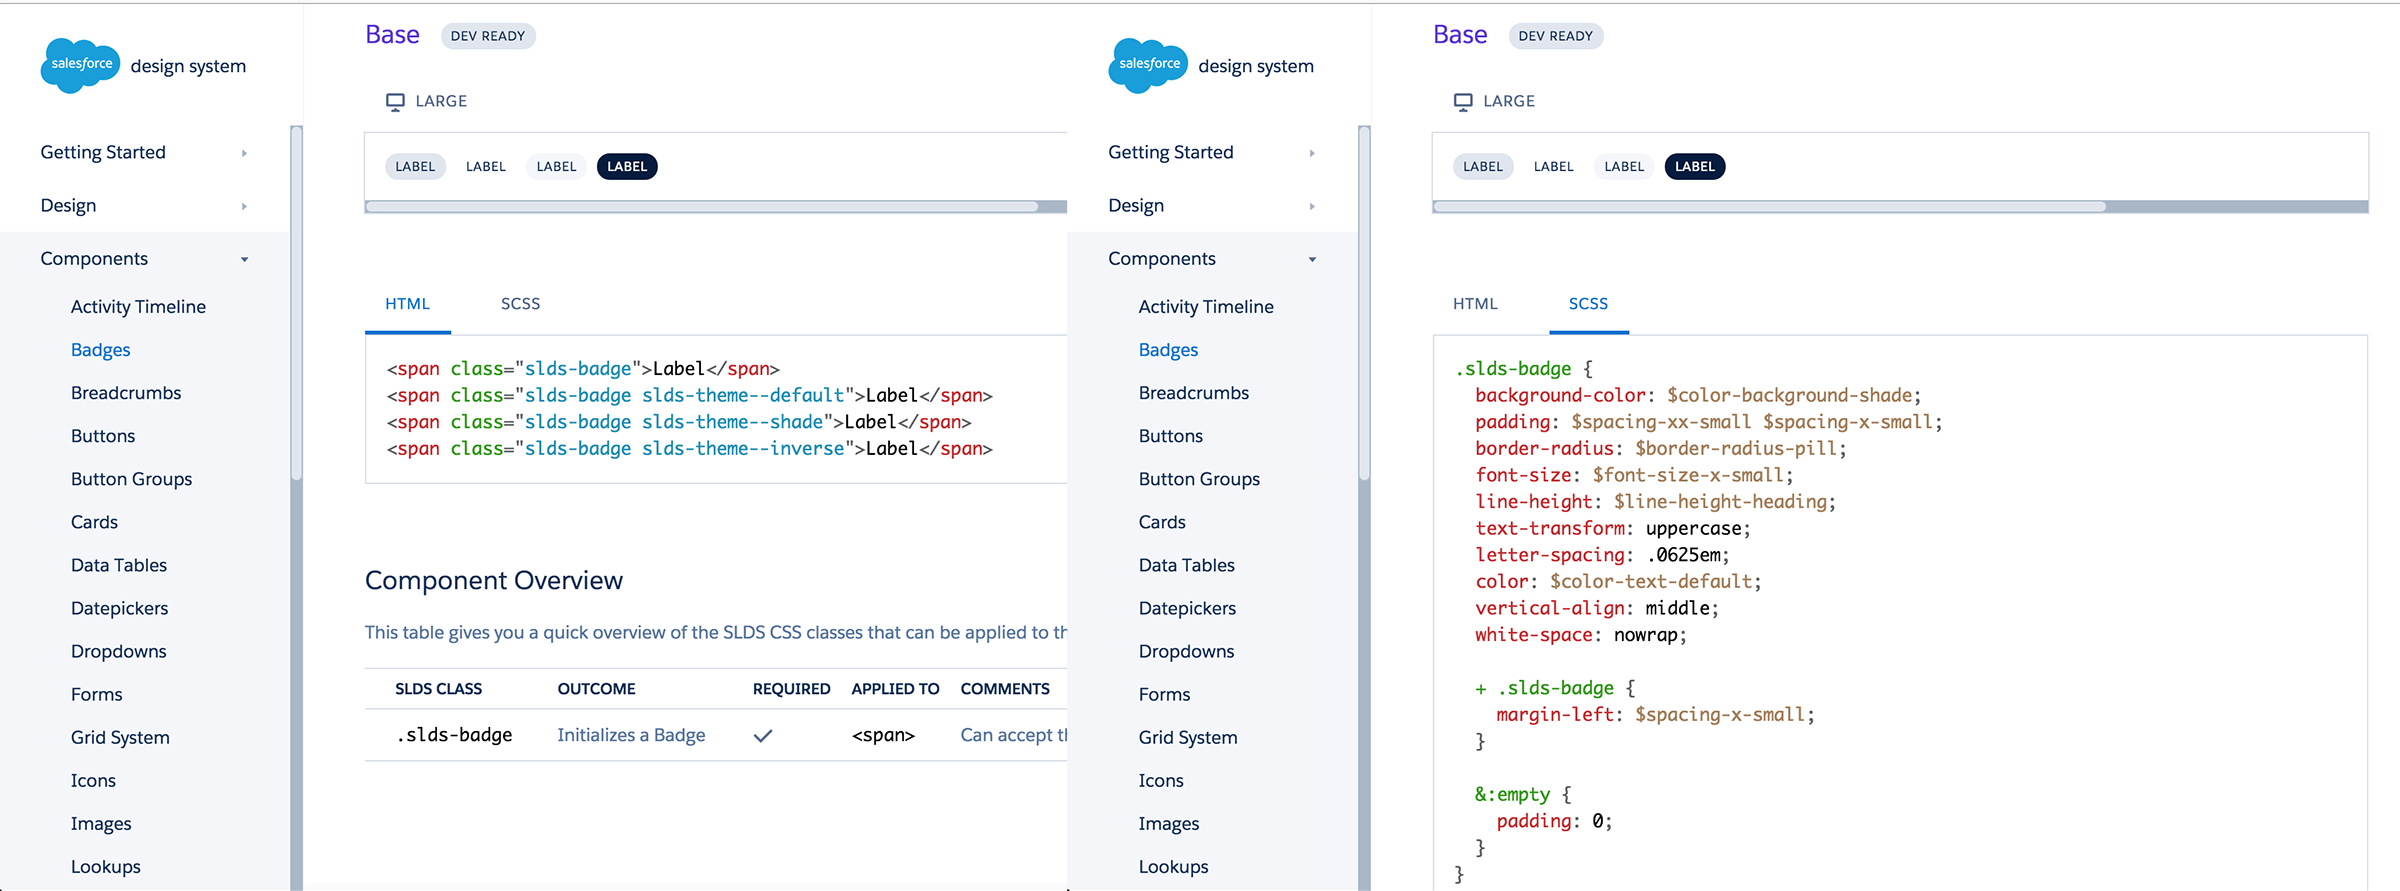 salesforce design system
Getting Started
Design
Components
Activity Timeline
Badges
Breadcrumbs
Buttons
Button Groups
Cards
Data Tables
Datepickers
Dropdowns
Forms
Grid System
Icons
Images
Lookups
Base DEV READY
LARGE
LABEL LABEL LABEL LABEL
HTML SCSS
<span class="slds-badge">Label</span>
<span class="slds-badge slds-theme--default">Label</span>
<span class="slds-badge slds-theme--shade">Label</span>
<span class="slds-badge slds-theme--inverse">Label</span>
Component Overview
This table gives you a quick overview of the SLDS CSS classes that can be applied to th
SLDS CLASS OUTCOME REQUIRED APPLIED TO COMMENTS
.slds-badge Initializes a Badge <span> Can accept th
salesforce design system
Getting Started
Design
Components
Activity Timeline
Badges
Breadcrumbs
Buttons
Button Groups
Cards
Data Tables
Datepickers
Dropdowns
Forms
Grid System
Icons
Images
Lookups
Base DEV READY
LARGE
LABEL LABEL LABEL LABEL
HTML SCSS
.slds-badge {
background-color: $color-background-shade;
padding: $spacing-xx-small $spacing-x-small;
border-radius: $border-radius-pill;
font-size: $font-size-x-small;
line-height: $line-height-heading;
text-transform: uppercase;
letter-spacing: .0625em;
color: $color-text-default;
vertical-align: middle;
white-space: nowrap;
+ .slds-badge {
margin-left: $spacing-x-small;
}
&:empty {
padding: 0;
}
}